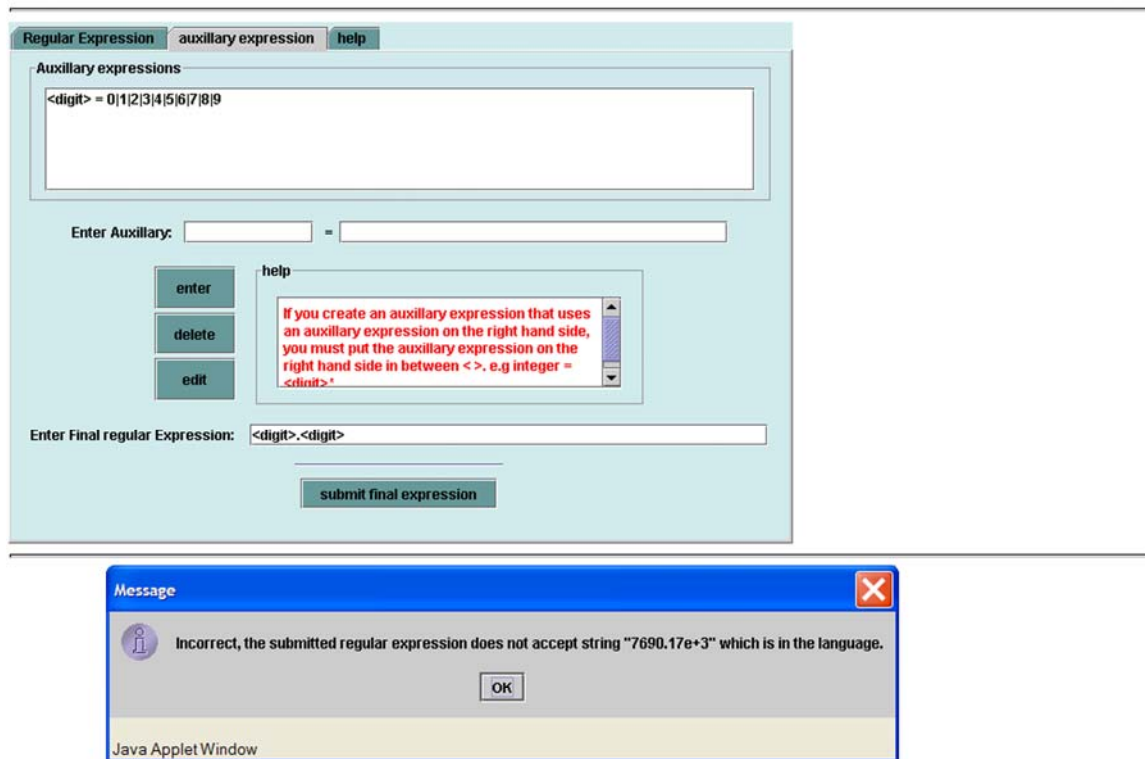 Regular Expression auxillary expression help
Auxillary expressions
<digit> = 0|1|2|3|4|5|6|7|8|9
Enter Auxillary: =
enter
delete
edit
help
If you create an auxillary expression that uses
an auxillary expression on the right hand side,
you must put the auxillary expression on the
right hand side in between < >. e.g integer =
<digit>*
Enter Final regular Expression: <digit>.<digit>
submit final expression
Message
Incorrect, the submitted regular expression does not accept string "7690.17e+3" which is in the language.
OK
Java Applet Window